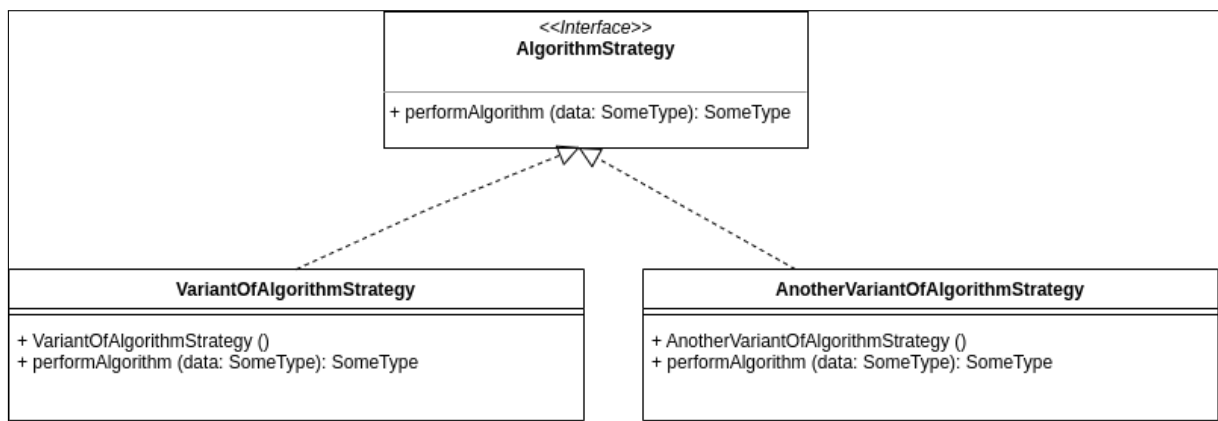 <<Interface>>
AlgorithmStrategy
+ performAlgorithm (data: SomeType): SomeType
VariantOfAlgorithmStrategy
+ VariantOfAlgorithmStrategy ()
+ performAlgorithm (data: SomeType): SomeType
AnotherVariantOfAlgorithmStrategy
+ AnotherVariantOfAlgorithmStrategy ()
+ performAlgorithm (data: SomeType): SomeType